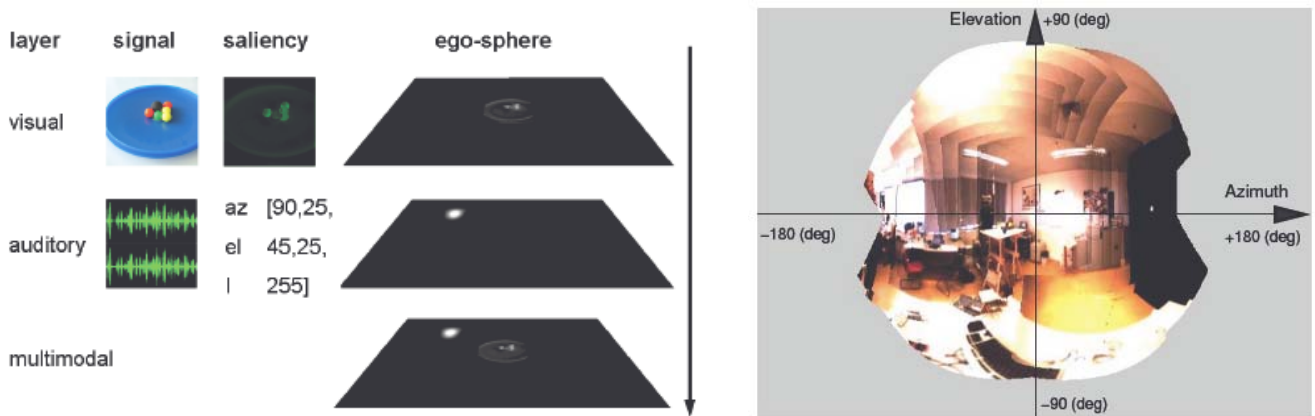 layer signal saliency ego-sphere
visual
auditory
az [90,25,
el 45,25,
I 255]
multimodal
Elevation +90 (deg)
Azimuth
−180 (deg) +180 (deg)
−90 (deg)